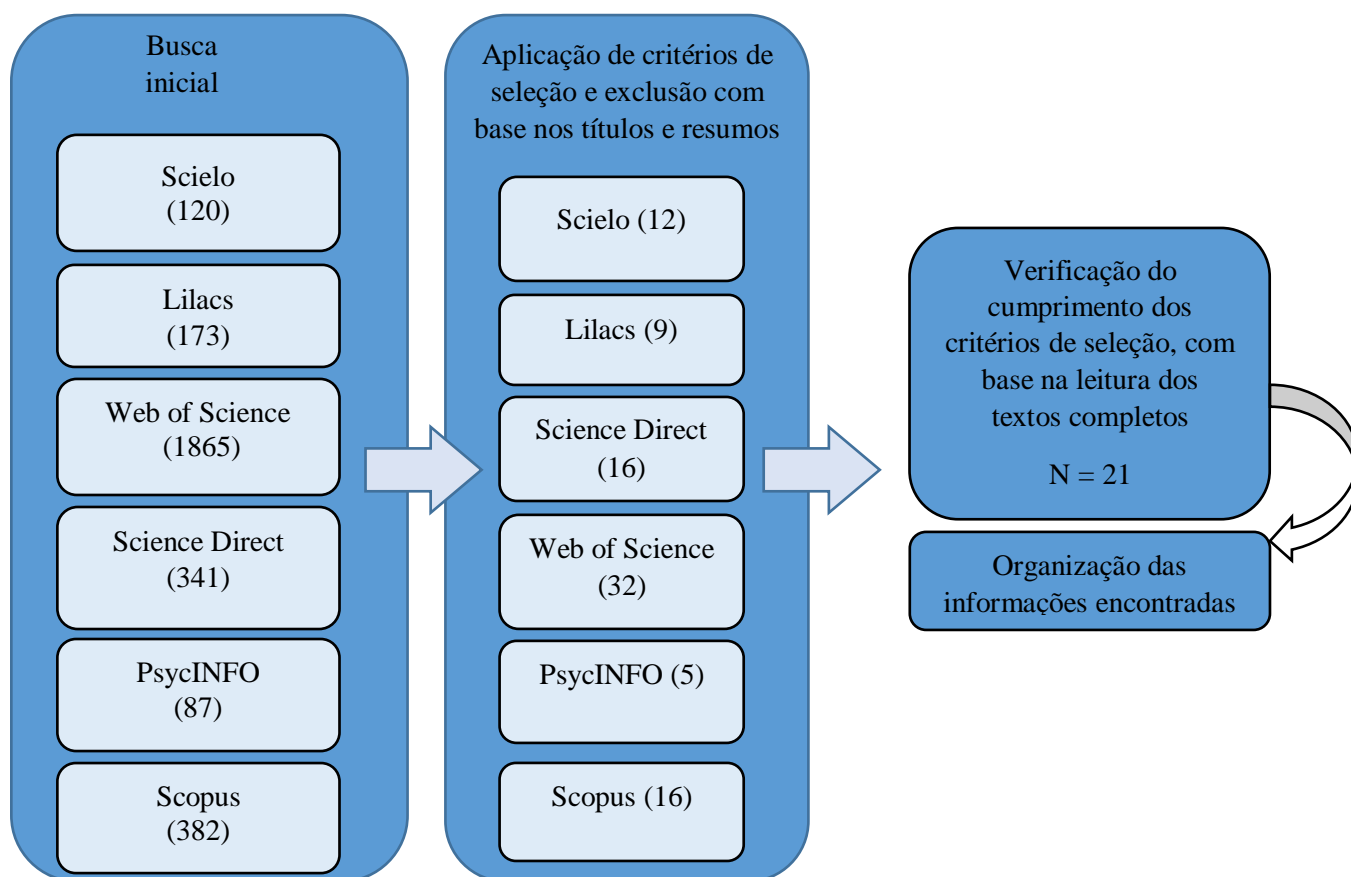 Busca
inicial
Scielo
(120)
Lilacs
(173)
Web of Science
(1865)
Science Direct
(341)
PsycINFO
(87)
Scopus
(382)
Aplicação de critérios de
seleção e exclusão com
base nos títulos e resumos
Scielo (12)
Lilacs (9)
Science Direct
(16)
Web of Science
(32)
PsycINFO (5)
Scopus (16)
Verificação do
cumprimento dos
critérios de seleção, com
base na leitura dos
textos completos
N = 21
Organização das
informações encontradas